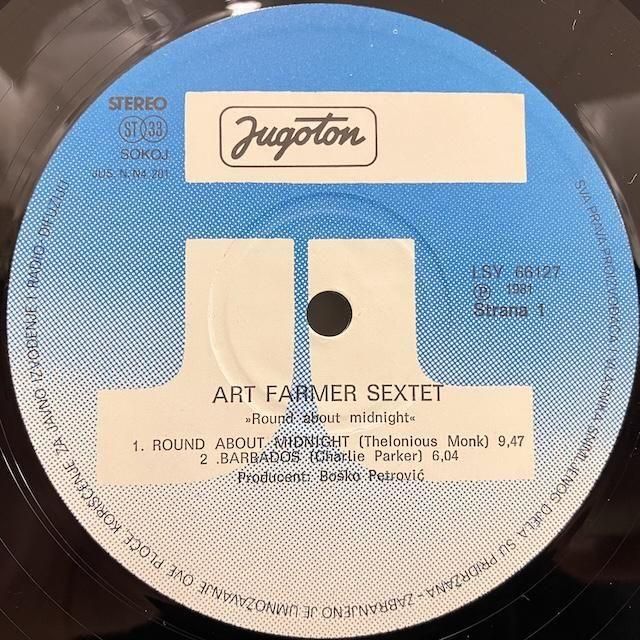 STEREO
ST 33
SOKOJ
JUS. N. N4. 201
Jugoton
LSY 66127
℗ 1981
Strana 1
ART FARMER SEXTET
»Round about midnight«
1. ROUND ABOUT MIDNIGHT (Thelonious Monk) 9,47
2 .BARBADOS (Charlie Parker) 6,04
Producent: Boško Petrović
SVA PRAVA PROIZVOĐAČA I VLASNIKA SNIMLJENOG DJELA SU PRIDRŽANA - ZABRANJENO JE UMNOŽAVANJE OVE PLOČE, KORIŠĆENJE ZA JAVNO IZVOĐENJE I RADIO-DIFUZIJU